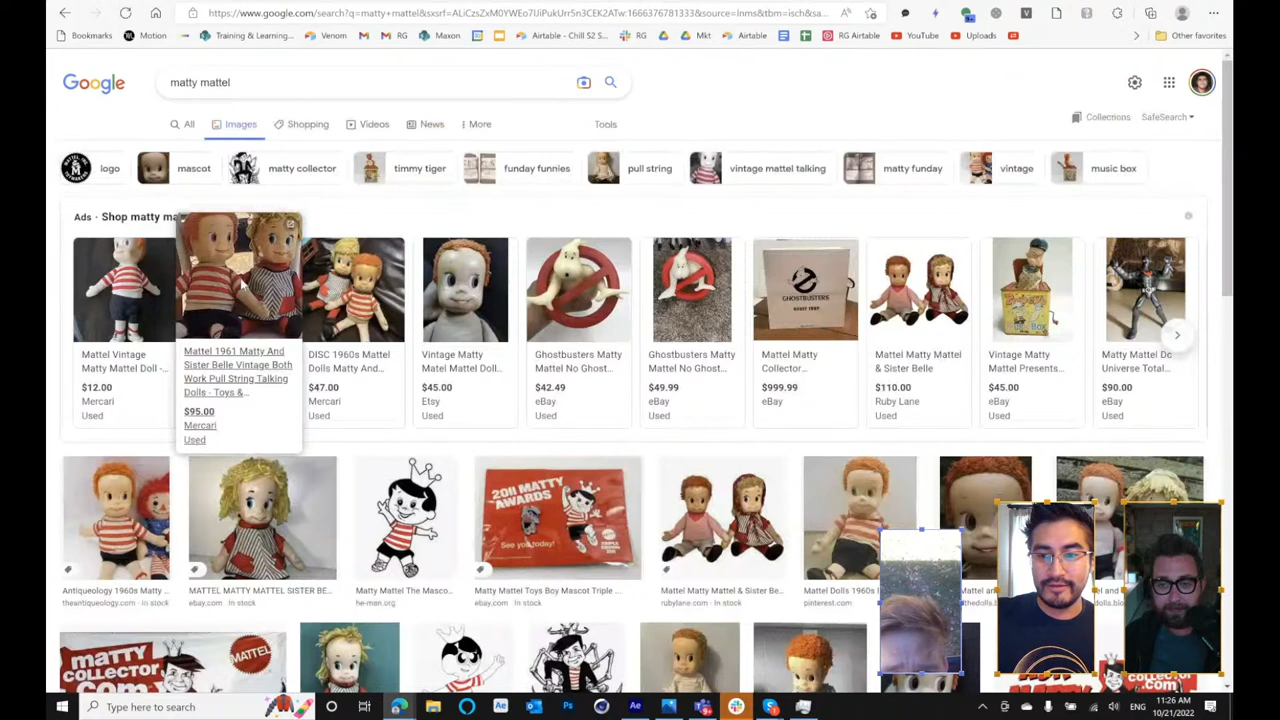 https://www.google.com/search?q=matty+mattel&sxsrf=ALiCzsZxM0YWEo7UiPukUrr5n3CEK2ATw:1666376781333&source=lnms&tbm=isch&sa...
Bookmarks Motion Training & Learning... Venom RG Maxon Airtable - Chill S2 S... RG Mkt Airtable RG Airtable YouTube Uploads Other favorites
Google
matty mattel
All Images Shopping Videos News More Tools
Collections SafeSearch
logo mascot matty collector timmy tiger funday funnies pull string vintage mattel talking matty funday vintage music box
Ads · Shop matty ma
Mattel Vintage Matty Mattel Doll - ...
$12.00
Mercari
Used
Mattel 1961 Matty And
Sister Belle Vintage Both
Work Pull String Talking
Dolls - Toys &...
$95.00
Mercari
Used
DISC 1960s Mattel
Dolls Matty And...
$47.00
Mercari
Used
Vintage Matty
Matel Mattel Doll...
$45.00
Etsy
Used
Ghostbusters Matty
Mattel No Ghost...
$42.49
eBay
Used
Ghostbusters Matty
Mattel No Ghost...
$49.99
eBay
Used
GHOSTBUSTERS
Mattel Matty
Collector...
$999.99
eBay
Mattel Matty Mattel
& Sister Belle
$110.00
Ruby Lane
Used
Vintage Matty
Mattel Presents...
$45.00
eBay
Used
Matty Mattel Dc
Universe Total...
$90.00
eBay
Used
2011 MATTY
AWARDS
See you today!
Antiqueology 1960s Matty ...
theantiqueology.com · In stock
MATTEL MATTY MATTEL SISTER BE...
ebay.com · In stock
Matty Mattel The Masco...
he-man.org
Matty Mattel Toys Boy Mascot Triple ...
ebay.com · In stock
Mattel Matty Mattel & Sister Be...
rubylane.com · In stock
Mattel Dolls 1960s
pinterest.com
MATTY
COLLECTOR
.COM
MATTEL
Type here to search
ENG
11:26 AM
10/21/2022